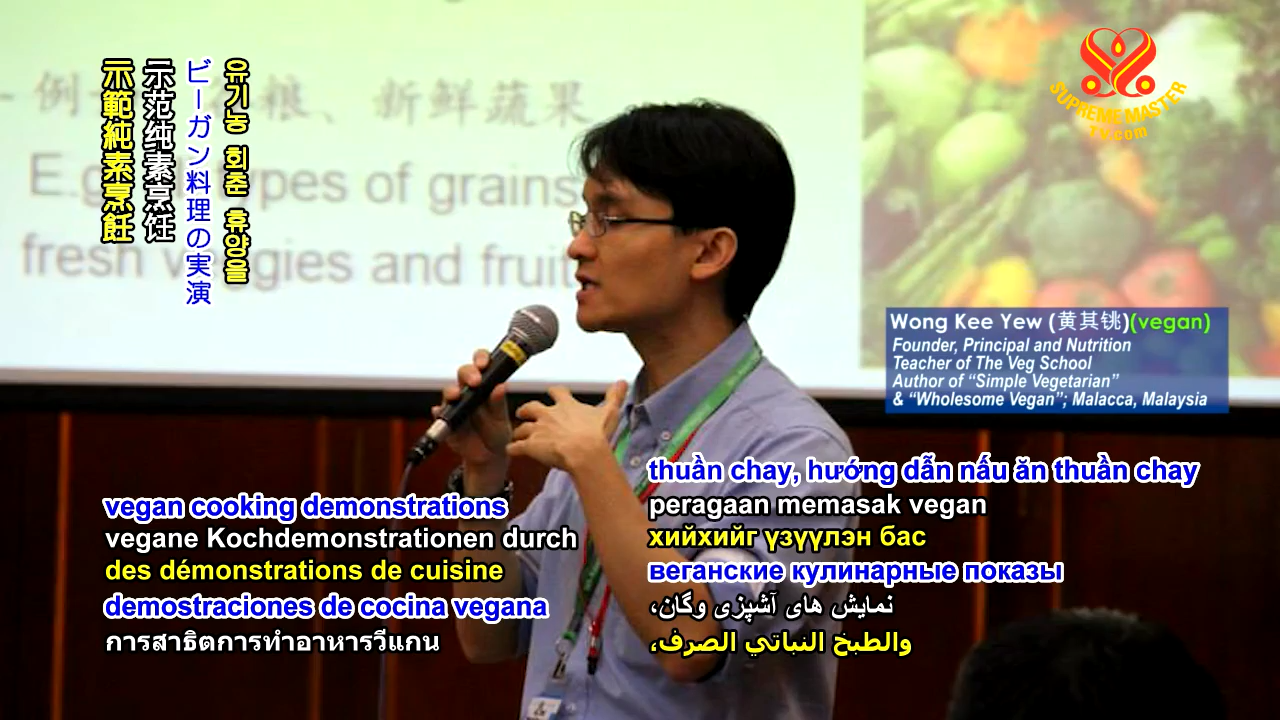 示範純素烹飪
示范纯素烹饪
ビーガン料理の実演
유기농 회춘 휴양을
例 粮、新鮮蔬果
E.g. types of grains
fresh veggies and fruit
SUPREME MASTER
TV.com
Wong Kee Yew (黄其铫)(vegan)
Founder, Principal and Nutrition
Teacher of The Veg School
Author of “Simple Vegetarian”
& “Wholesome Vegan”; Malacca, Malaysia
vegan cooking demonstrations
vegane Kochdemonstrationen durch
des démonstrations de cuisine
demostraciones de cocina vegana
การสาธิตการทำอาหารวีแกน
thuần chay, hướng dẫn nấu ăn thuần chay
peragaan memasak vegan
хийхийг үзүүлэн бас
веганские кулинарные показы
نمایش های آشپزی وگان،
والطبخ النباتي الصرف،